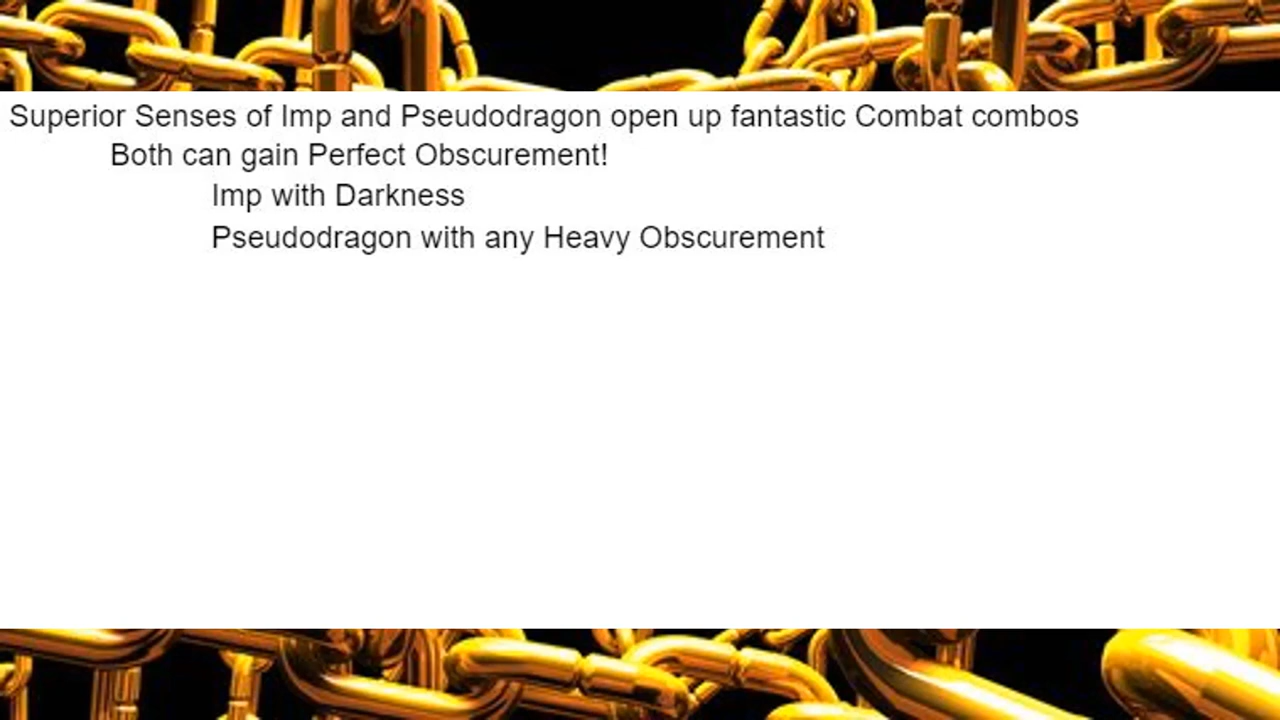 Superior Senses of Imp and Pseudodragon open up fantastic Combat combos
Both can gain Perfect Obscurement!
Imp with Darkness
Pseudodragon with any Heavy Obscurement